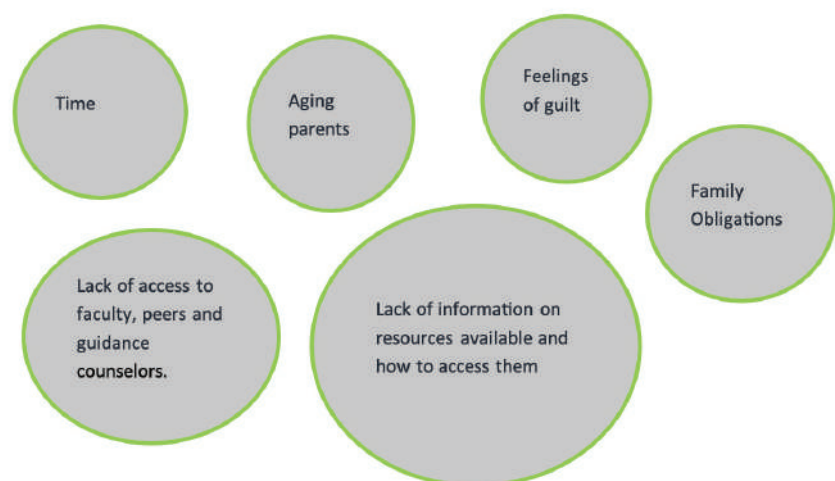 Time
Aging
parents
Feelings
of guilt
Family
Obligations
Lack of access to
faculty, peers and
guidance
counselors.
Lack of information on
resources available and
how to access them